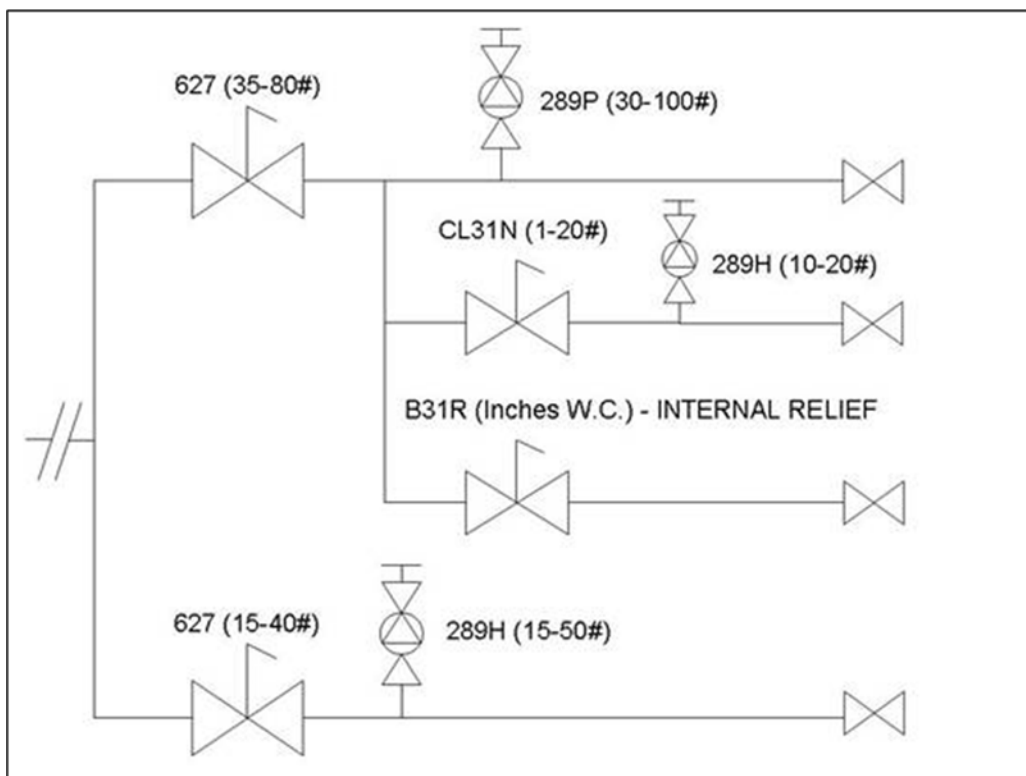 627 (35-80#)
289P (30-100#)
CL31N (1-20#)
289H (10-20#)
B31R (Inches W.C.) - INTERNAL RELIEF
627 (15-40#)
289H (15-50#)